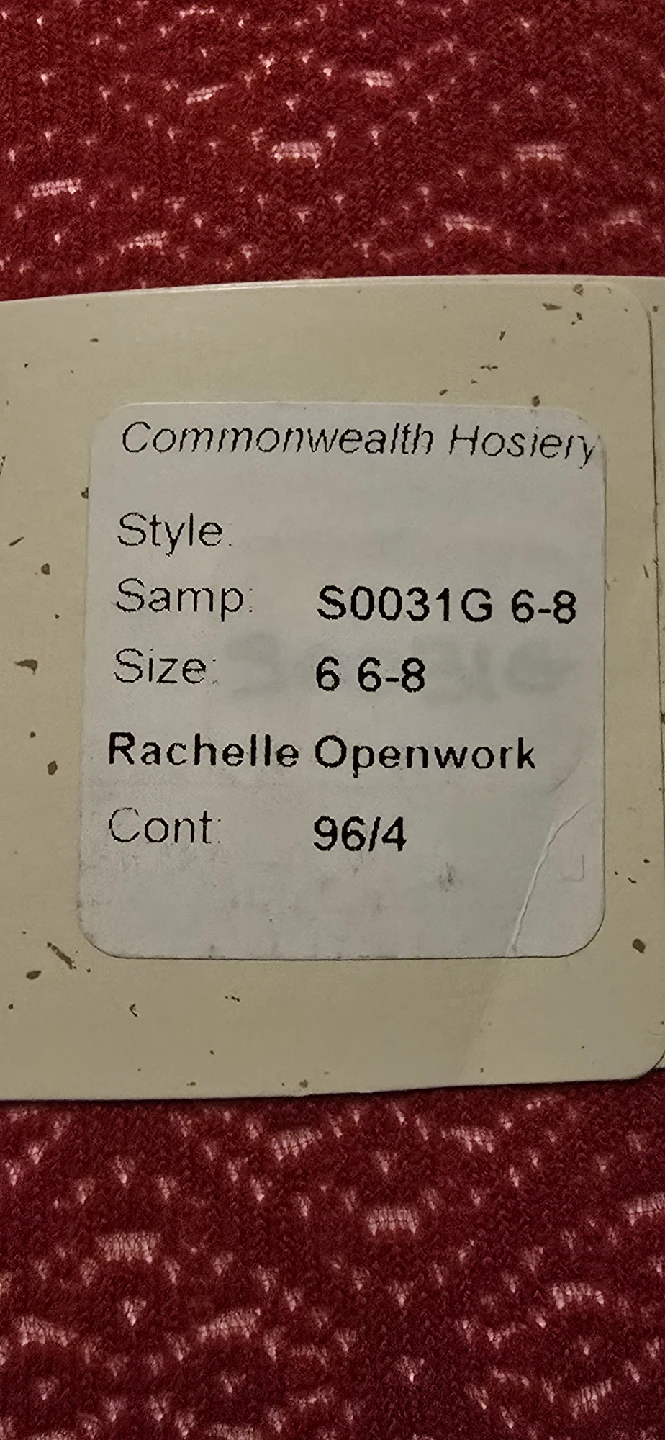 Commonwealth Hosiery
Style:
Samp: S0031G 6-8
Size: 6 6-8
Rachelle Openwork
Cont: 96/4